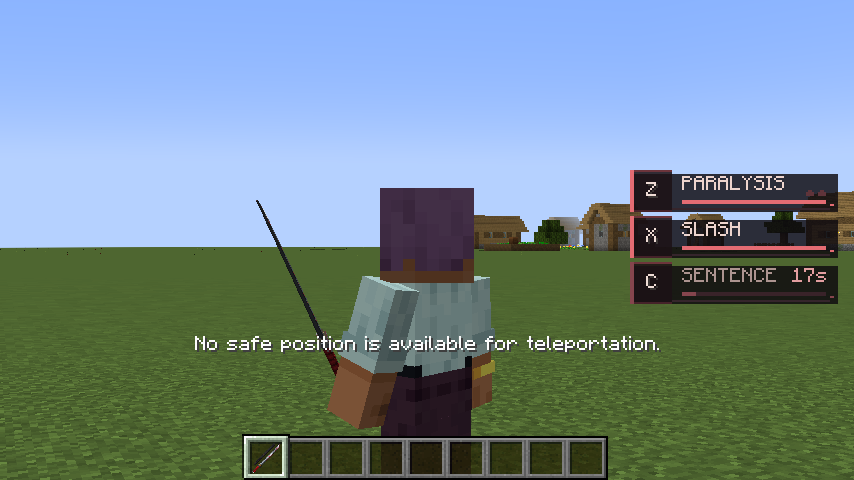 Z PARALYSIS
X SLASH
C SENTENCE 17s
No safe position is available for teleportation.